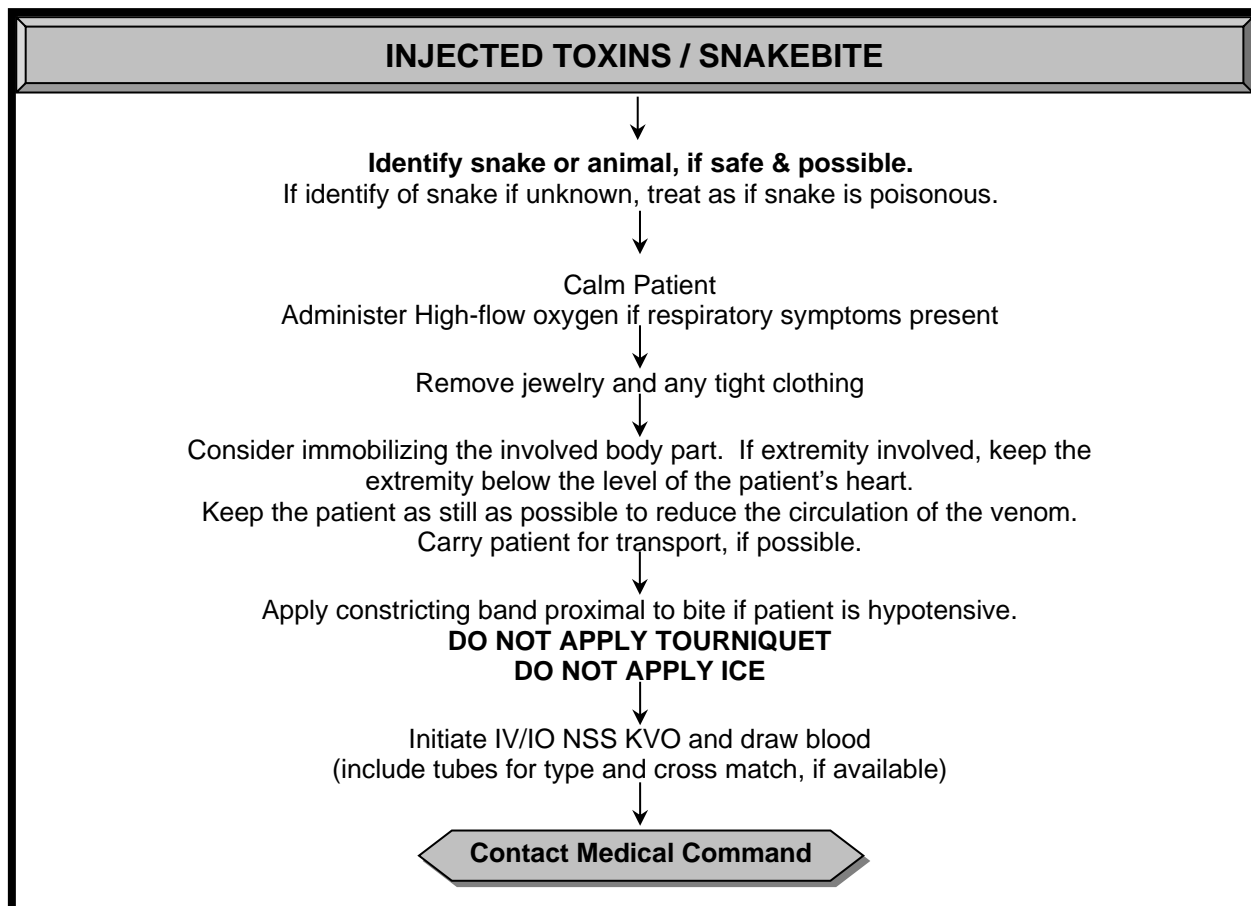 INJECTED TOXINS / SNAKEBITE
Identify snake or animal, if safe & possible.
If identify of snake if unknown, treat as if snake is poisonous.
Calm Patient
Administer High-flow oxygen if respiratory symptoms present
Remove jewelry and any tight clothing
Consider immobilizing the involved body part.  If extremity involved, keep the
extremity below the level of the patient’s heart.
Keep the patient as still as possible to reduce the circulation of the venom.
Carry patient for transport, if possible.
Apply constricting band proximal to bite if patient is hypotensive.
DO NOT APPLY TOURNIQUET
DO NOT APPLY ICE
Initiate IV/IO NSS KVO and draw blood
(include tubes for type and cross match, if available)
Contact Medical Command